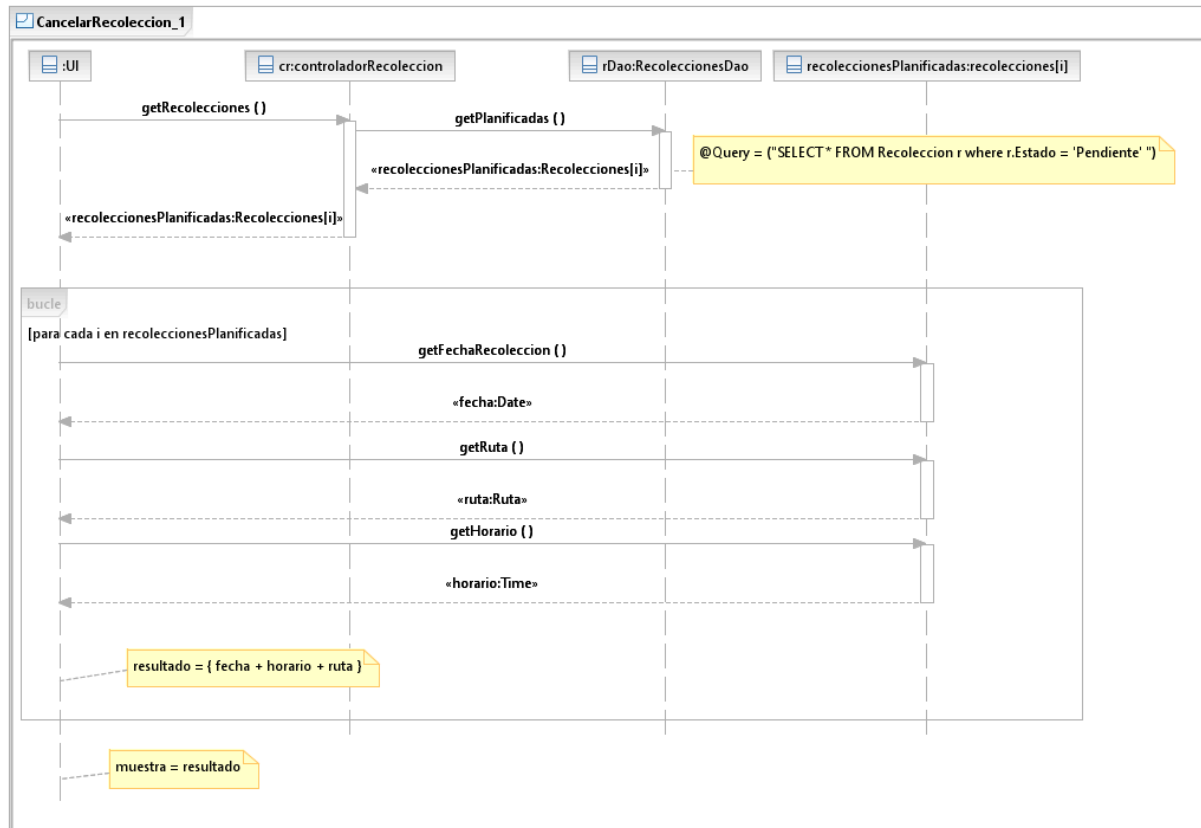 CancelarRecoleccion_1
:UI
cr:controladorRecoleccion
rDao:RecoleccionesDao
recoleccionesPlanificadas:recolecciones[i]
getRecolecciones ( )
getPlanificadas ( )
@Query = ("SELECT * FROM Recoleccion r where r.Estado = 'Pendiente' ")
«recoleccionesPlanificadas:Recolecciones[i]»
«recoleccionesPlanificadas:Recolecciones[i]»
bucle
[para cada i en recoleccionesPlanificadas]
getFechaRecoleccion ( )
«fecha:Date»
getRuta ( )
«ruta:Ruta»
getHorario ( )
«horario:Time»
resultado = { fecha + horario + ruta }
muestra = resultado